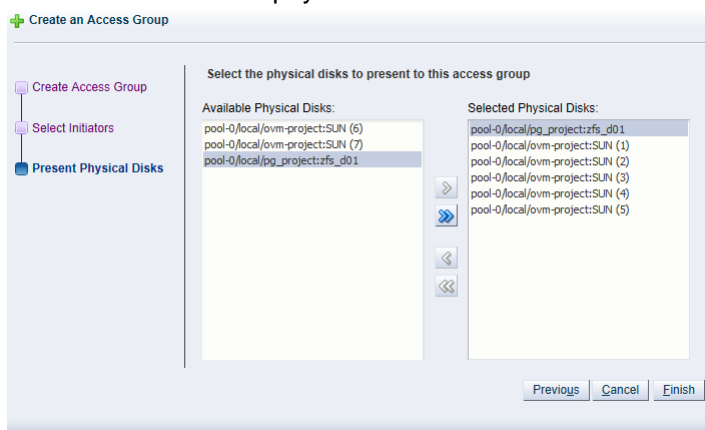 Create an Access Group
Create Access Group
Select Initiators
Present Physical Disks
Select the physical disks to present to this access group
Available Physical Disks:
pool-0/local/ovm-project:SUN (6)
pool-0/local/ovm-project:SUN (7)
pool-0/local/pg_project:zfs_d01
Selected Physical Disks:
pool-0/local/pg_project:zfs_d01
pool-0/local/ovm-project:SUN (1)
pool-0/local/ovm-project:SUN (2)
pool-0/local/ovm-project:SUN (3)
pool-0/local/ovm-project:SUN (4)
pool-0/local/ovm-project:SUN (5)
Previous Cancel Finish